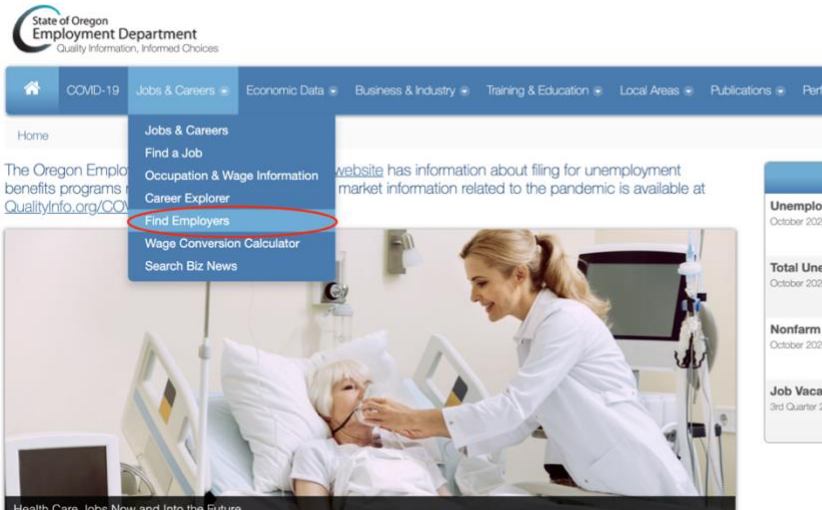 State of Oregon
Employment Department
Quality Information, Informed Choices
COVID-19 Jobs & Careers Economic Data Business & Industry Training & Education Local Areas Publications Perf
Home
Jobs & Careers
Find a Job
Occupation & Wage Information
Career Explorer
Find Employers
Wage Conversion Calculator
Search Biz News
The Oregon Emplo website has information about filing for unemployment
benefits programs market information related to the pandemic is available at
QualityInfo.org/COV
Unemplo
October 202
Total Une
October 202
Nonfarm
October 202
Job Vaca
3rd Quarter 2
Health Care Jobs Now and Into the Future